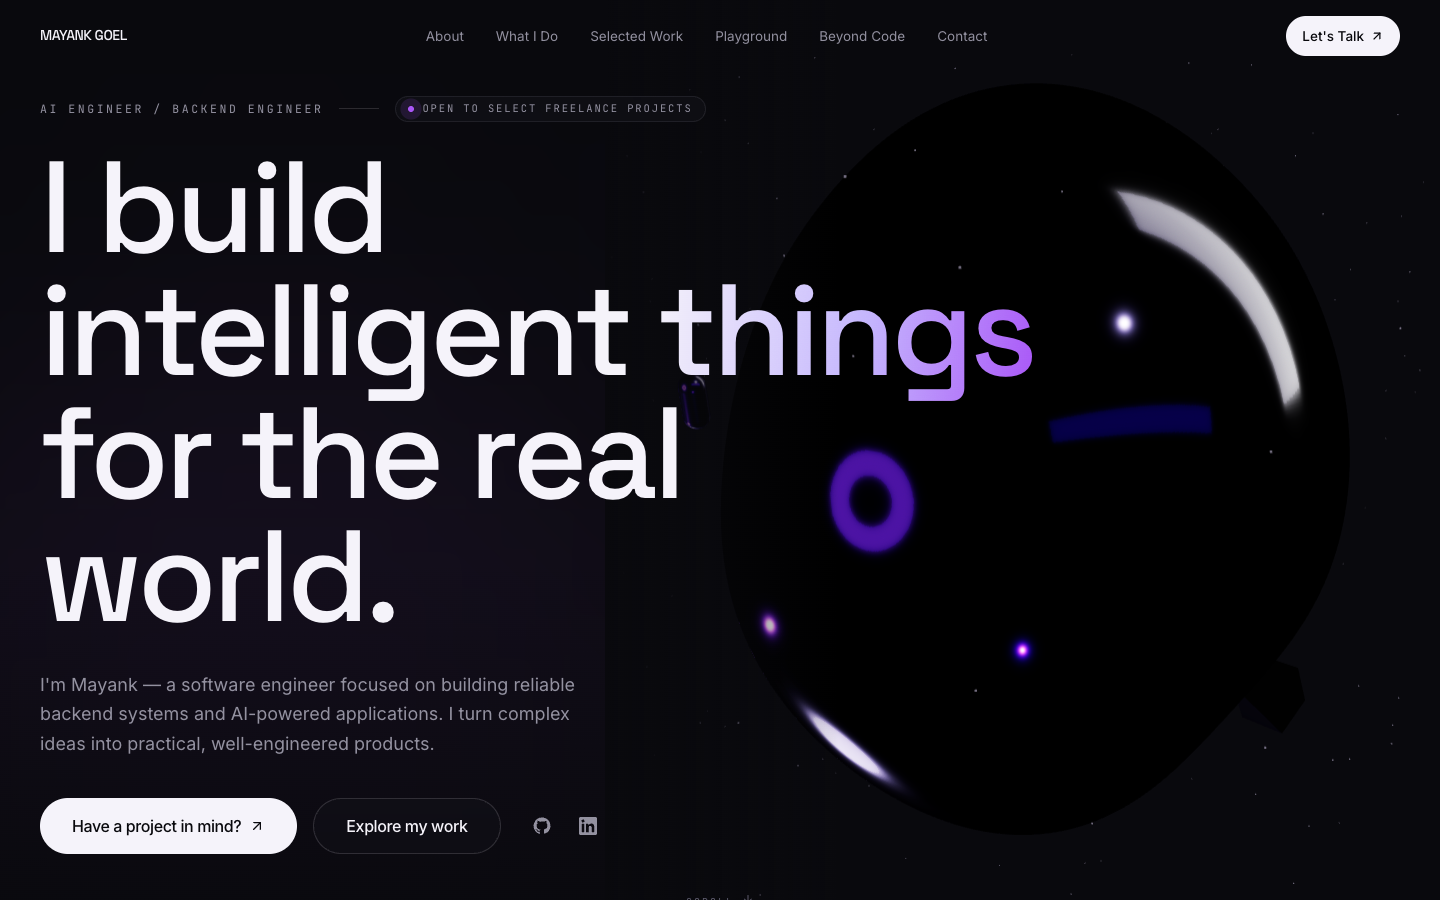 MAYANK GOEL
About
What I Do
Selected Work
Playground
Beyond Code
Contact
Let's Talk
AI ENGINEER / BACKEND ENGINEER
OPEN TO SELECT FREELANCE PROJECTS
I build
intelligent things
for the real
world.
I'm Mayank — a software engineer focused on building reliable
backend systems and AI-powered applications. I turn complex
ideas into practical, well-engineered products.
Have a project in mind?
Explore my work